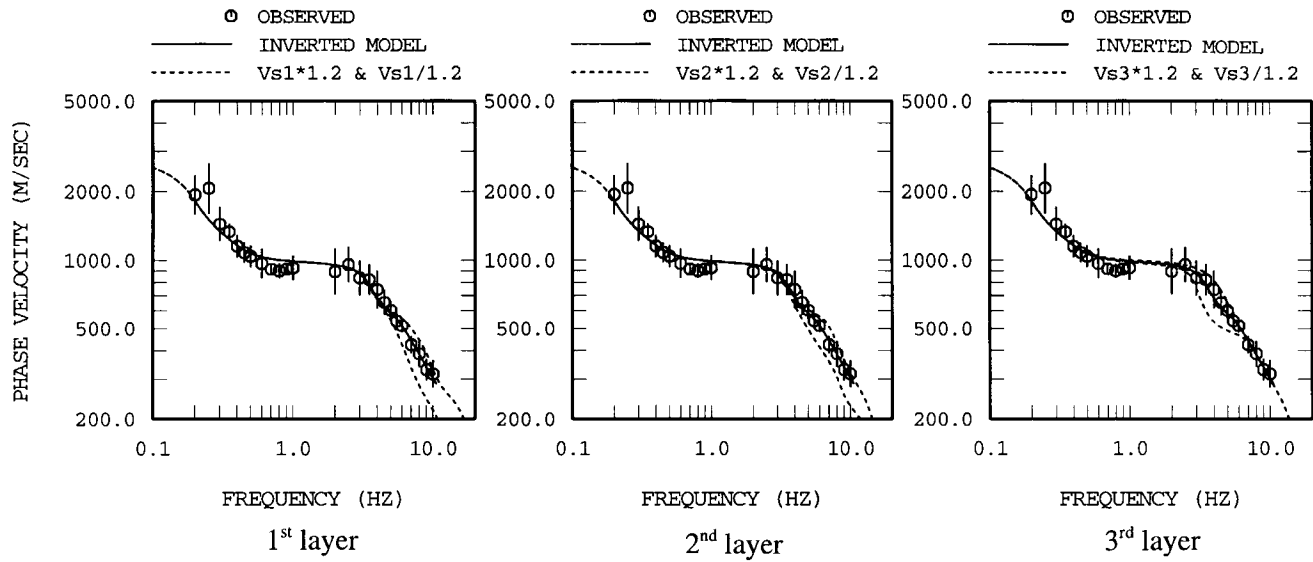 OBSERVED
INVERTED MODEL
Vs1*1.2 & Vs1/1.2
OBSERVED
INVERTED MODEL
Vs2*1.2 & Vs2/1.2
OBSERVED
INVERTED MODEL
Vs3*1.2 & Vs3/1.2
PHASE VELOCITY (M/SEC)
5000.0
2000.0
1000.0
500.0
200.0
0.1
1.0
10.0
FREQUENCY (HZ)
1st layer
5000.0
2000.0
1000.0
500.0
200.0
0.1
1.0
10.0
FREQUENCY (HZ)
2nd layer
5000.0
2000.0
1000.0
500.0
200.0
0.1
1.0
10.0
FREQUENCY (HZ)
3rd layer